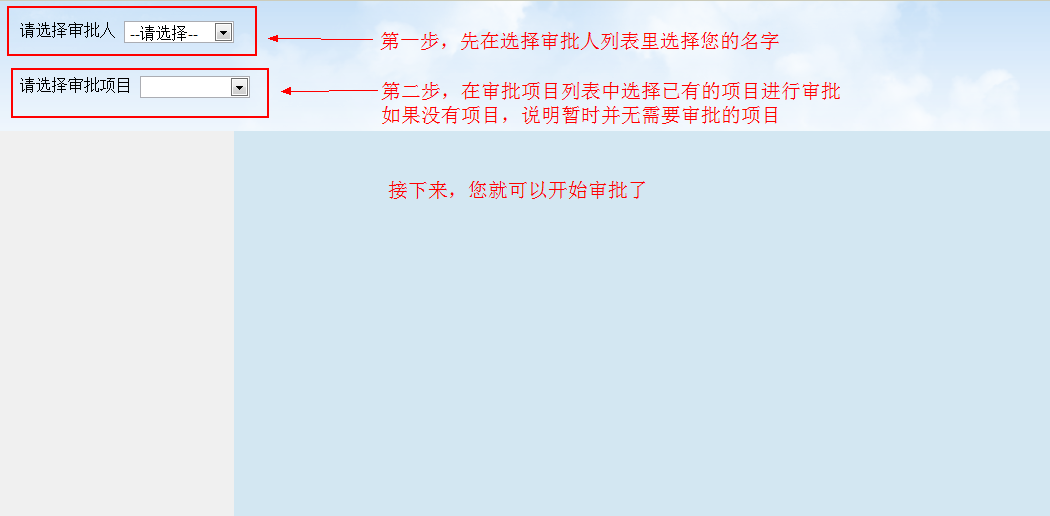 请选择审批人 --请选择--
第一步，先在选择审批人列表里选择您的名字
请选择审批项目
第二步，在审批项目列表中选择已有的项目进行审批
如果没有项目，说明暂时并无需要审批的项目
接下来，您就可以开始审批了